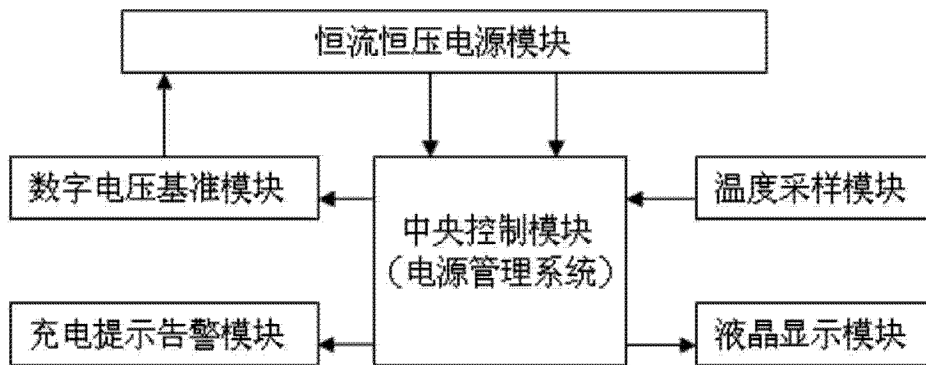 恒流恒压电源模块
数字电压基准模块
中央控制模块
（电源管理系统）
温度采样模块
充电提示告警模块
液晶显示模块